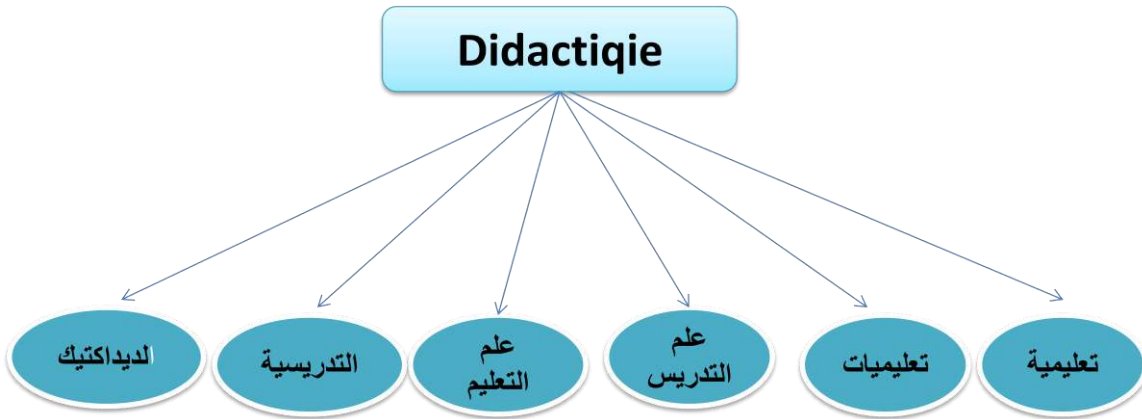 Didactiqie
تعليمية
تعليميات
علم
التدريس
علم
التعليم
التدريسية
الديداكتيك